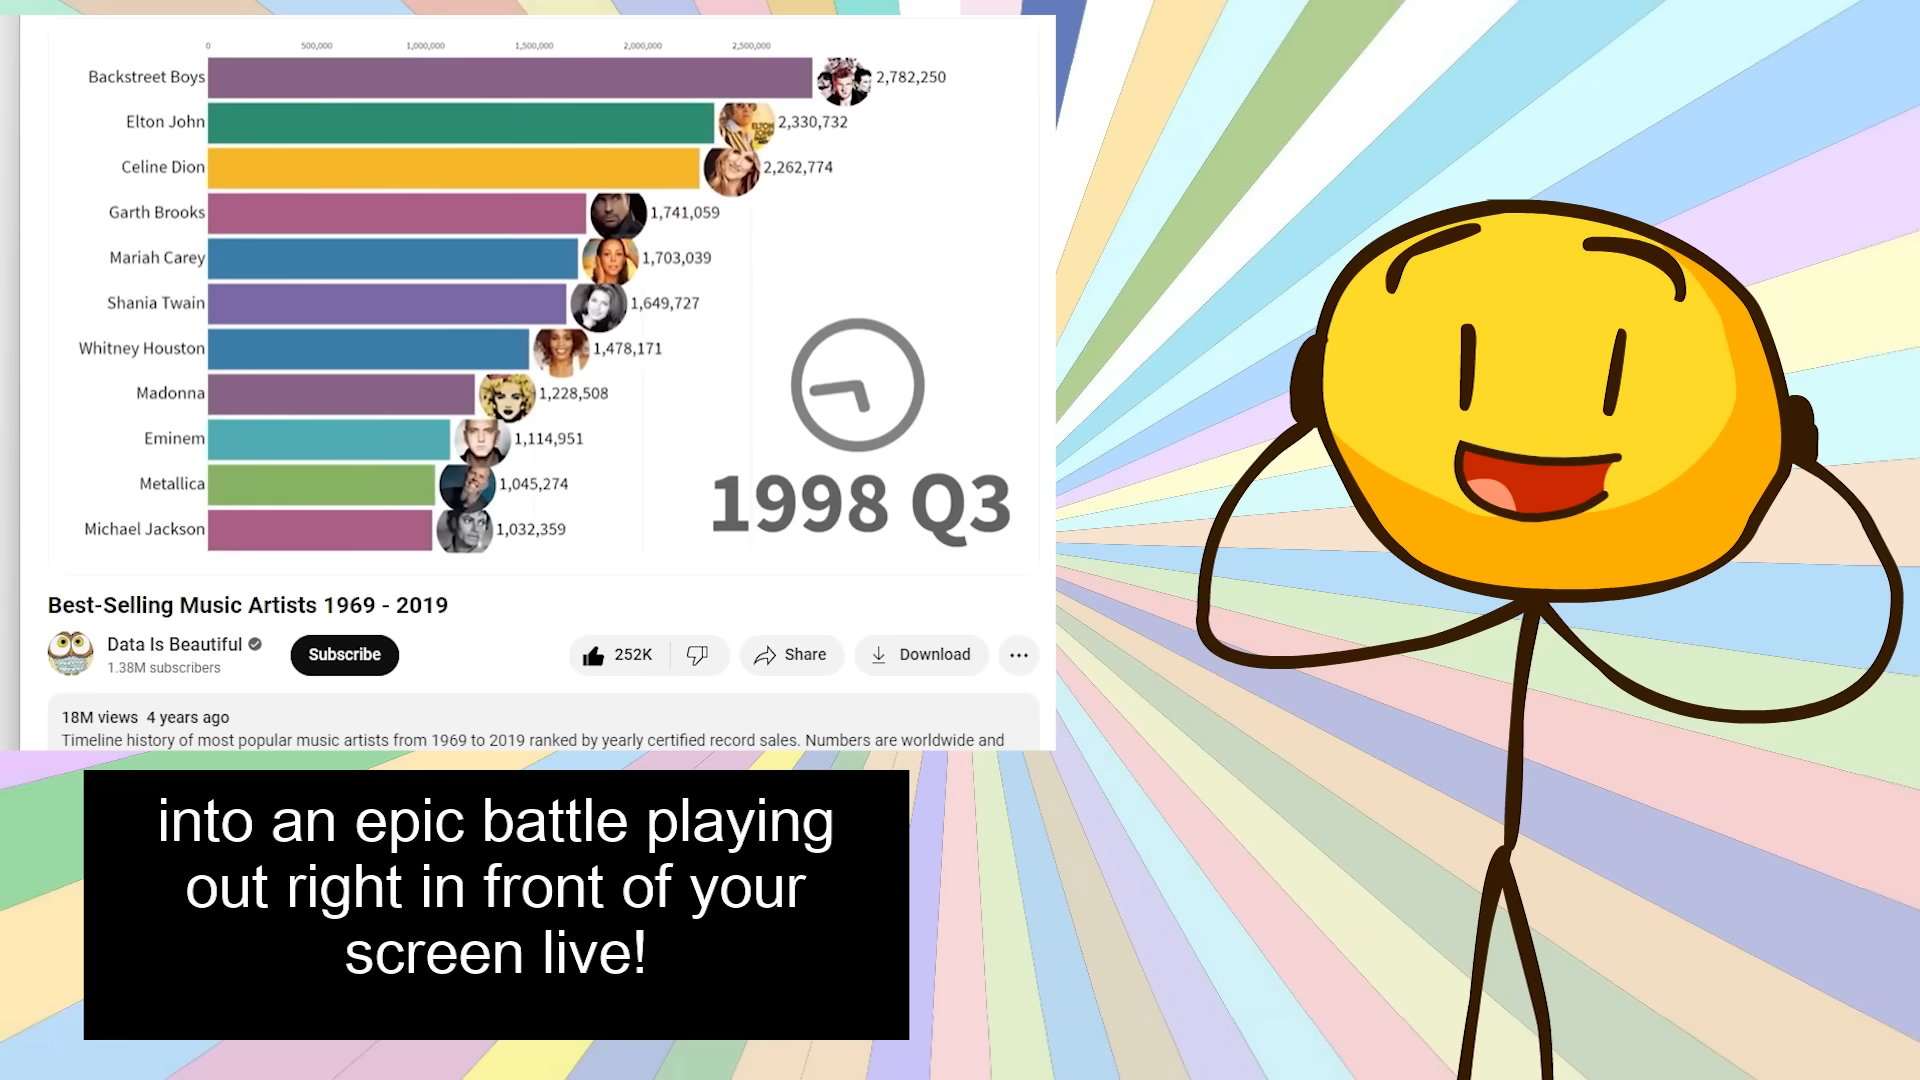 0 500,000 1,000,000 1,500,000 2,000,000 2,500,000
Backstreet Boys 2,782,250
Elton John 2,330,732
Celine Dion 2,262,774
Garth Brooks 1,741,059
Mariah Carey 1,703,039
Shania Twain 1,649,727
Whitney Houston 1,478,171
Madonna 1,228,508
Eminem 1,114,951
Metallica 1,045,274
Michael Jackson 1,032,359
1998 Q3
Best-Selling Music Artists 1969 - 2019
Data Is Beautiful
1.38M subscribers
Subscribe
252K
Share
Download
18M views 4 years ago
Timeline history of most popular music artists from 1969 to 2019 ranked by yearly certified record sales. Numbers are worldwide and
into an epic battle playing
out right in front of your
screen live!